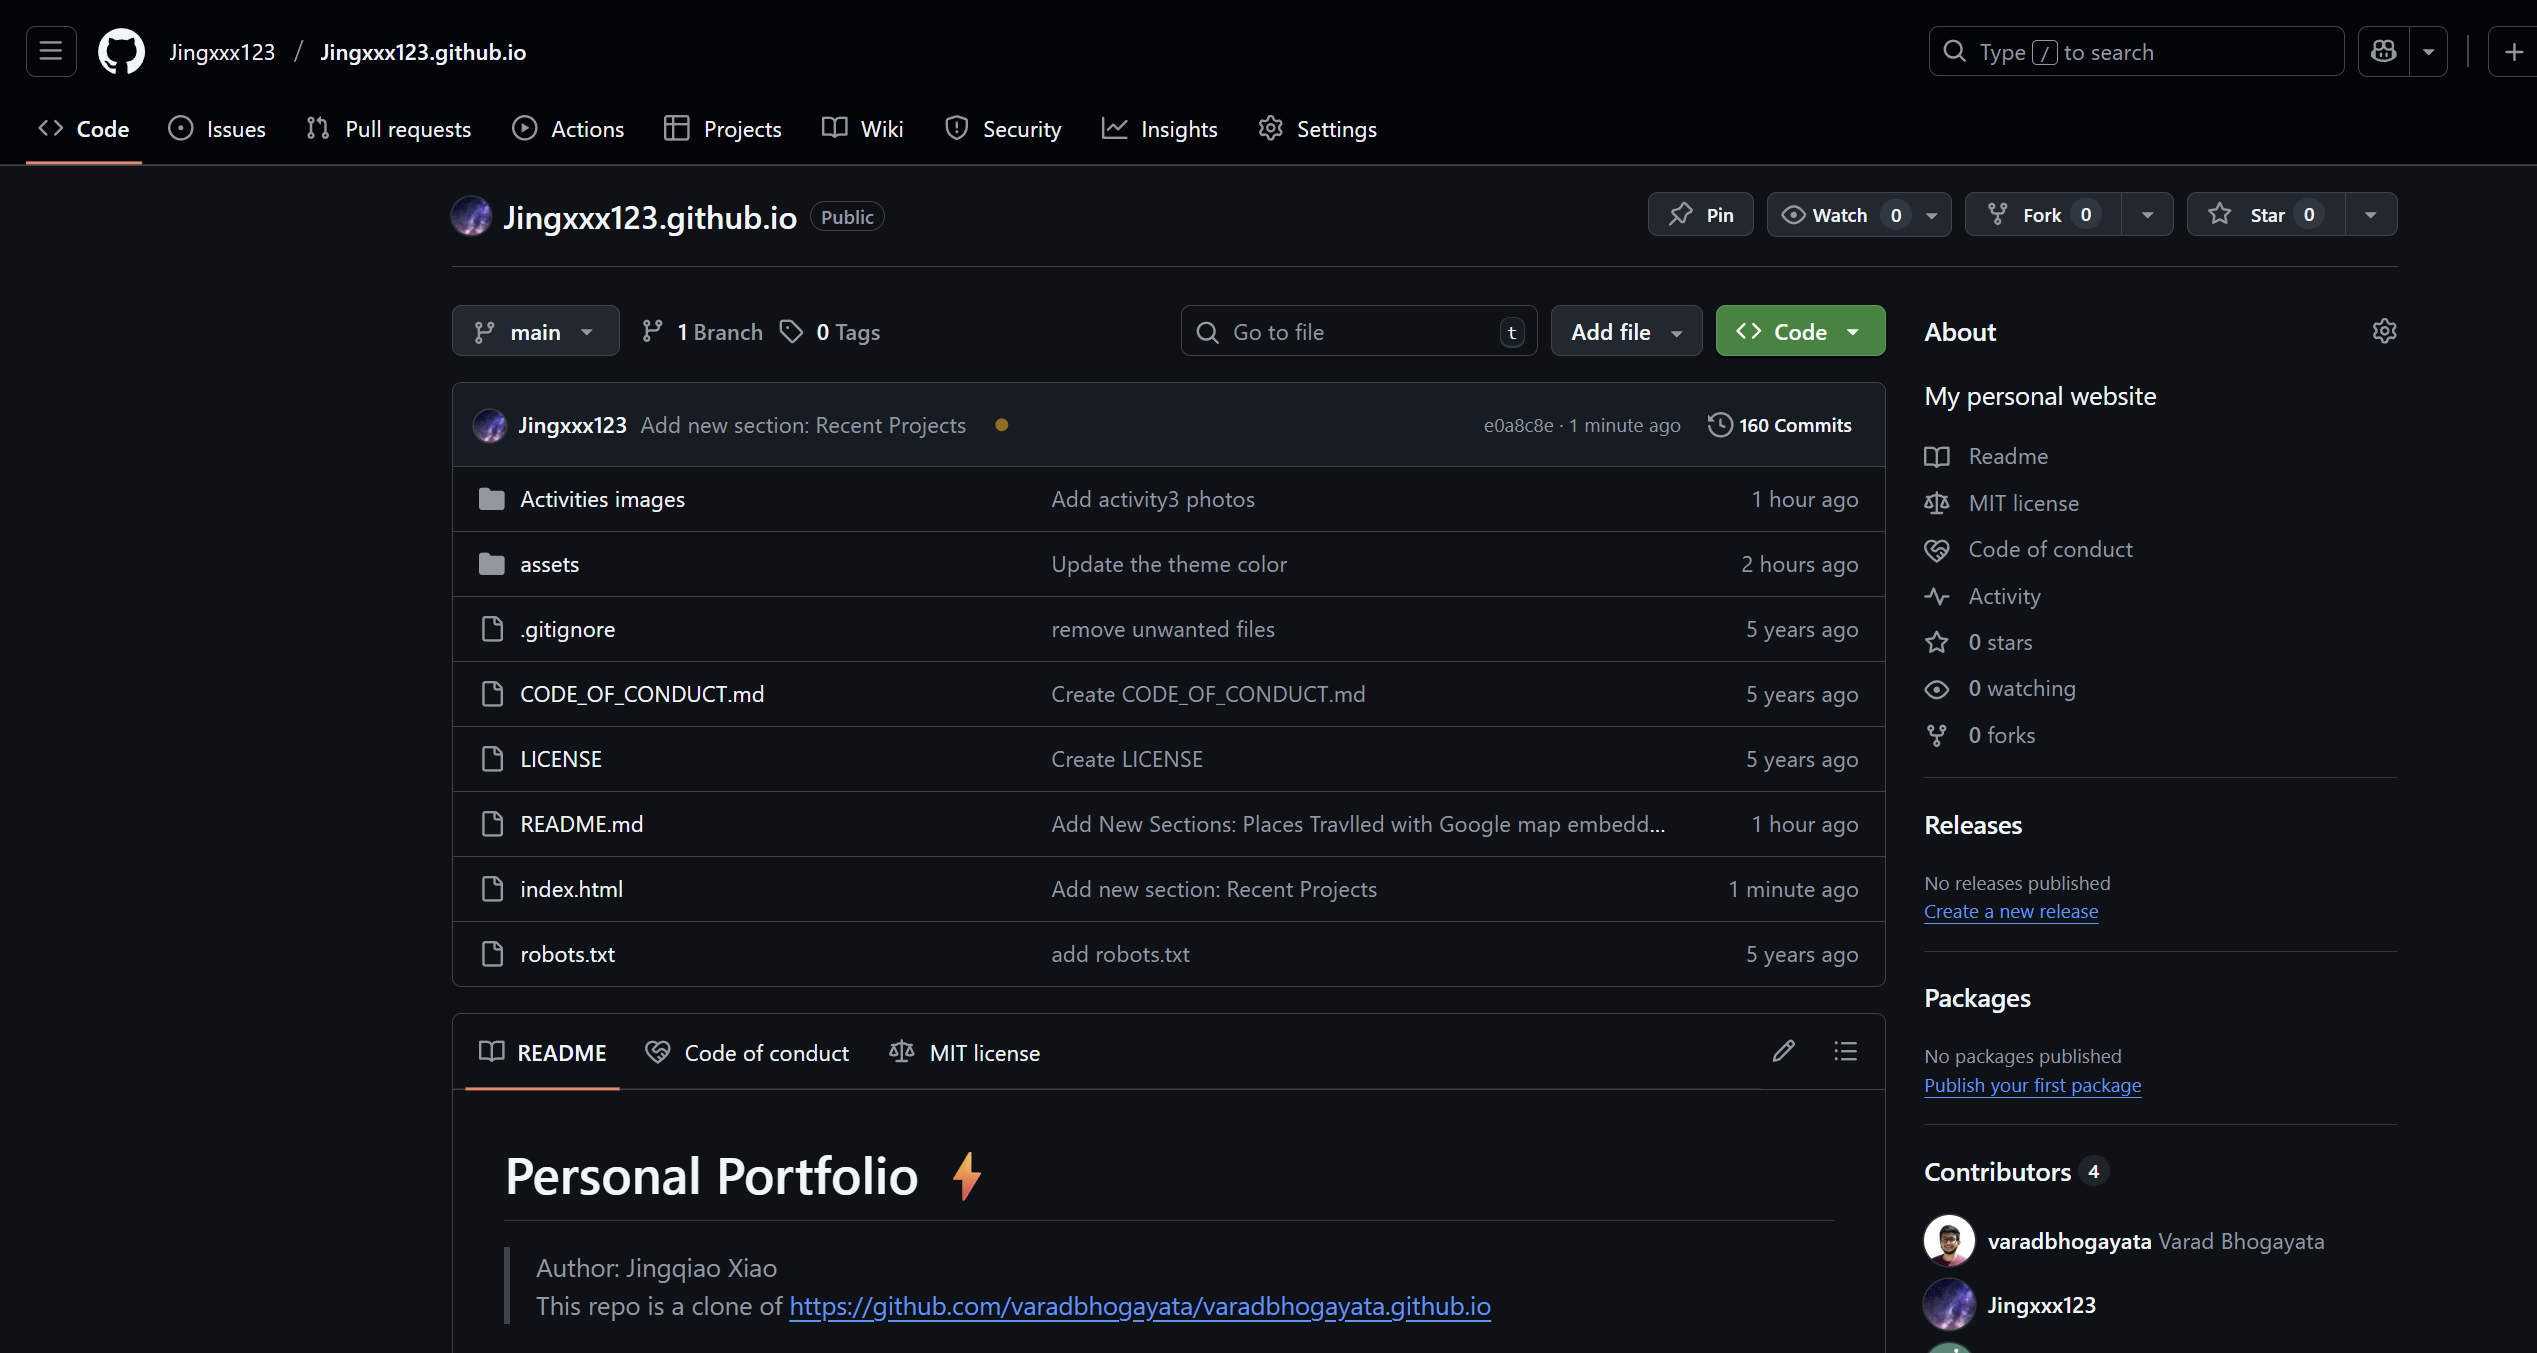 Jingxxx123 / Jingxxx123.github.io
Type / to search
Code Issues Pull requests Actions Projects Wiki Security Insights Settings
Jingxxx123.github.io Public
Pin Watch 0 Fork 0 Star 0
main 1 Branch 0 Tags
Go to file t Add file Code
Jingxxx123 Add new section: Recent Projects e0a8c8e · 1 minute ago 160 Commits
Activities images Add activity3 photos 1 hour ago
assets Update the theme color 2 hours ago
.gitignore remove unwanted files 5 years ago
CODE_OF_CONDUCT.md Create CODE_OF_CONDUCT.md 5 years ago
LICENSE Create LICENSE 5 years ago
README.md Add New Sections: Places Travlled with Google map embedd... 1 hour ago
index.html Add new section: Recent Projects 1 minute ago
robots.txt add robots.txt 5 years ago
README Code of conduct MIT license
Personal Portfolio ⚡
Author: Jingqiao Xiao
This repo is a clone of https://github.com/varadbhogayata/varadbhogayata.github.io
About
My personal website
Readme
MIT license
Code of conduct
Activity
0 stars
0 watching
0 forks
Releases
No releases published
Create a new release
Packages
No packages published
Publish your first package
Contributors 4
varadbhogayata Varad Bhogayata
Jingxxx123